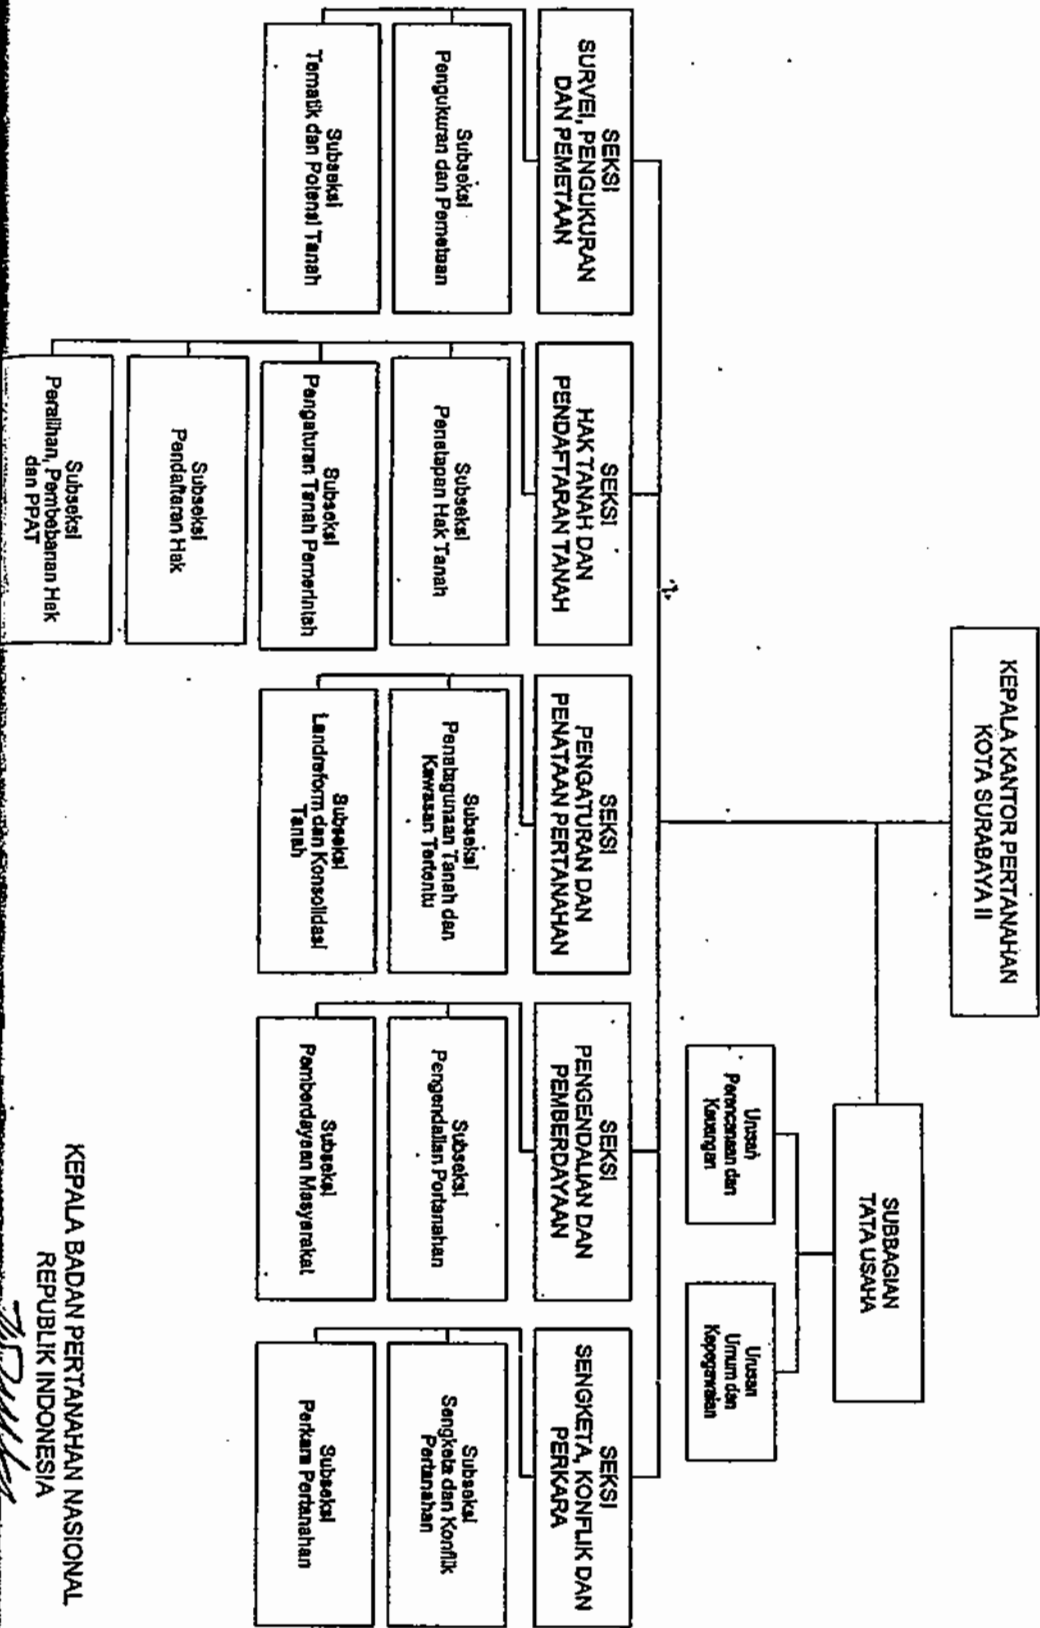 KEPALA KANTOR PERTANAHAN
KOTA SURABAYA II
SUBBAGIAN
TATA USAHA
Urusan
Perencanaan dan
Keuangan
Urusan
Umum dan
Kepegawaian
SEKSI
SURVEI, PENGUKURAN
DAN PEMETAAN
Subseksi
Pengukuran dan Pemetaan
Subseksi
Tematik dan Potensi Tanah
SEKSI
HAK TANAH DAN
PENDAFTARAN TANAH
Subseksi
Penetapan Hak Tanah
Subseksi
Pengaturan Tanah Pemerintah
Subseksi
Pendaftaran Hak
Subseksi
Peralihan, Pembebanan Hak
dan PPAT
SEKSI
PENGATURAN DAN
PENATAAN PERTANAHAN
Subseksi
Penatagunaan Tanah dan
Kawasan Tertentu
Subseksi
Landreform dan Konsolidasi
Tanah
SEKSI
PENGENDALIAN DAN
PEMBERDAYAAN
Subseksi
Pengendalian Pertanahan
Subseksi
Pemberdayaan Masyarakat
SEKSI
SENGKETA, KONFLIK DAN
PERKARA
Subseksi
Sengketa dan Konflik
Pertanahan
Subseksi
Perkara Pertanahan
KEPALA BADAN PERTANAHAN NASIONAL
REPUBLIK INDONESIA